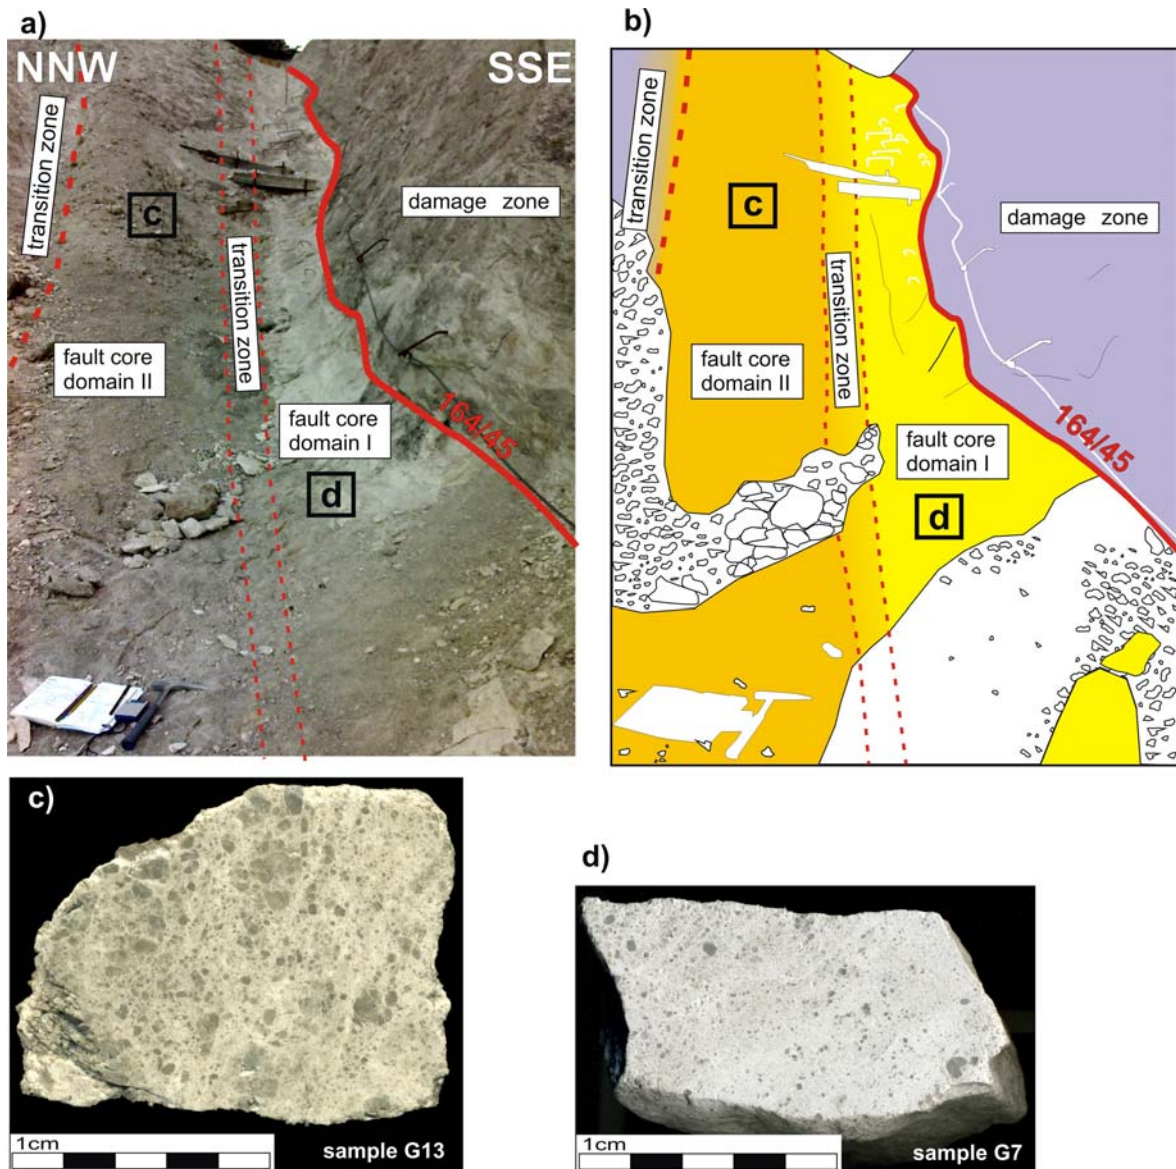 a)
NNW
SSE
transition zone
c
damage zone
transition zone
fault core
domain II
fault core
domain I
164/45
d
b)
transition zone
c
damage zone
transition zone
fault core
domain II
fault core
domain I
164/45
d
c)
1cm
sample G13
d)
1cm
sample G7